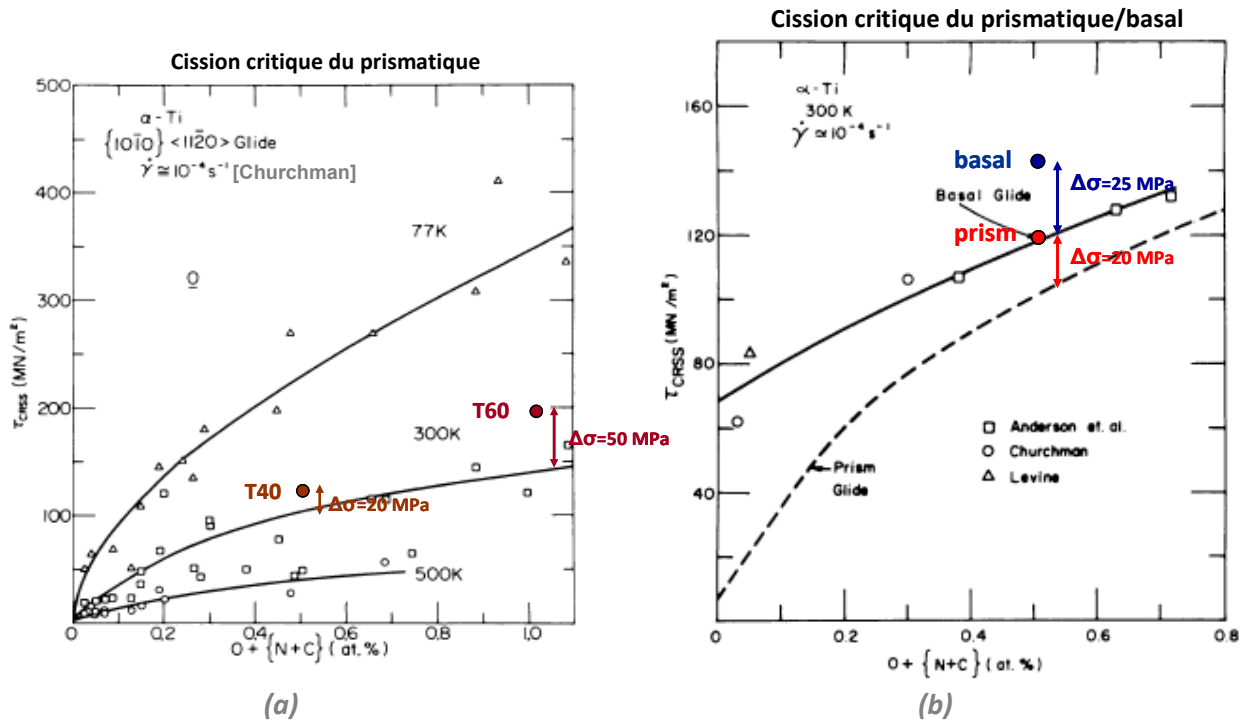 Cission critique du prismatique
500
400
300
200
100
0
0.2
0.4
0.6
0.8
1.0
τCRSS (MN/m²)
α-Ti
{101̄0} <112̄0> Glide
γ̇ ≅ 10⁻⁴ s⁻¹ [Churchman]
77K
O
T60
300K
Δσ=50 MPa
T40
Δσ=20 MPa
500K
O + {N+C} (at. %)
(a)
Cission critique du prismatique/basal
160
120
80
40
0
0.2
0.4
0.6
0.8
τCRSS (MN/m²)
α-Ti
300 K
γ̇ ≃ 10⁻⁴ s⁻¹
basal
Δσ=25 MPa
Basal Glide
prism
Δσ=20 MPa
□ Anderson et. al.
○ Churchman
△ Levine
Prism
Glide
O + {N+C} (at. %)
(b)